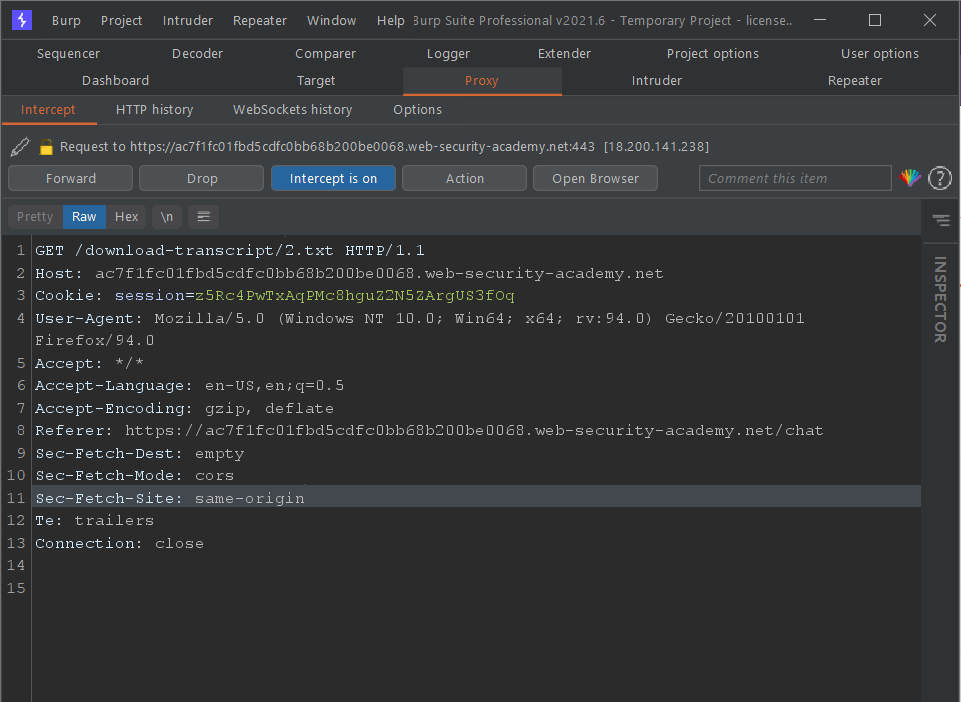 Burp Project Intruder Repeater Window Help Burp Suite Professional v2021.6 - Temporary Project - license..
Sequencer Decoder Comparer Logger Extender Project options User options
Dashboard Target Proxy Intruder Repeater
Intercept HTTP history WebSockets history Options
Request to https://ac7f1fc01fbd5cdfc0bb68b200be0068.web-security-academy.net:443 [18.200.141.238]
Forward Drop Intercept is on Action Open Browser Comment this item ?
Pretty Raw Hex \n
INSPECTOR
1 GET /download-transcript/2.txt HTTP/1.1
2 Host: ac7f1fc01fbd5cdfc0bb68b200be0068.web-security-academy.net
3 Cookie: session=z5Rc4PwTxAqPMc8hguZ2N5ZArgUS3fOq
4 User-Agent: Mozilla/5.0 (Windows NT 10.0; Win64; x64; rv:94.0) Gecko/20100101
Firefox/94.0
5 Accept: */*
6 Accept-Language: en-US,en;q=0.5
7 Accept-Encoding: gzip, deflate
8 Referer: https://ac7f1fc01fbd5cdfc0bb68b200be0068.web-security-academy.net/chat
9 Sec-Fetch-Dest: empty
10 Sec-Fetch-Mode: cors
11 Sec-Fetch-Site: same-origin
12 Te: trailers
13 Connection: close
14
15